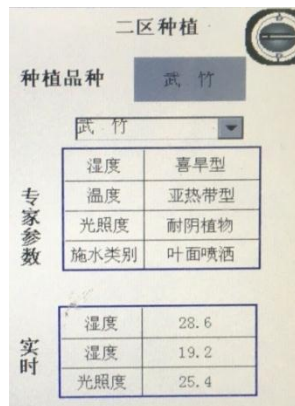 二区种植
种植品种 武竹
武竹
专家参数
湿度 喜旱型
温度 亚热带型
光照度 耐阴植物
施水类别 叶面喷洒
实时
湿度 28.6
湿度 19.2
光照度 25.4